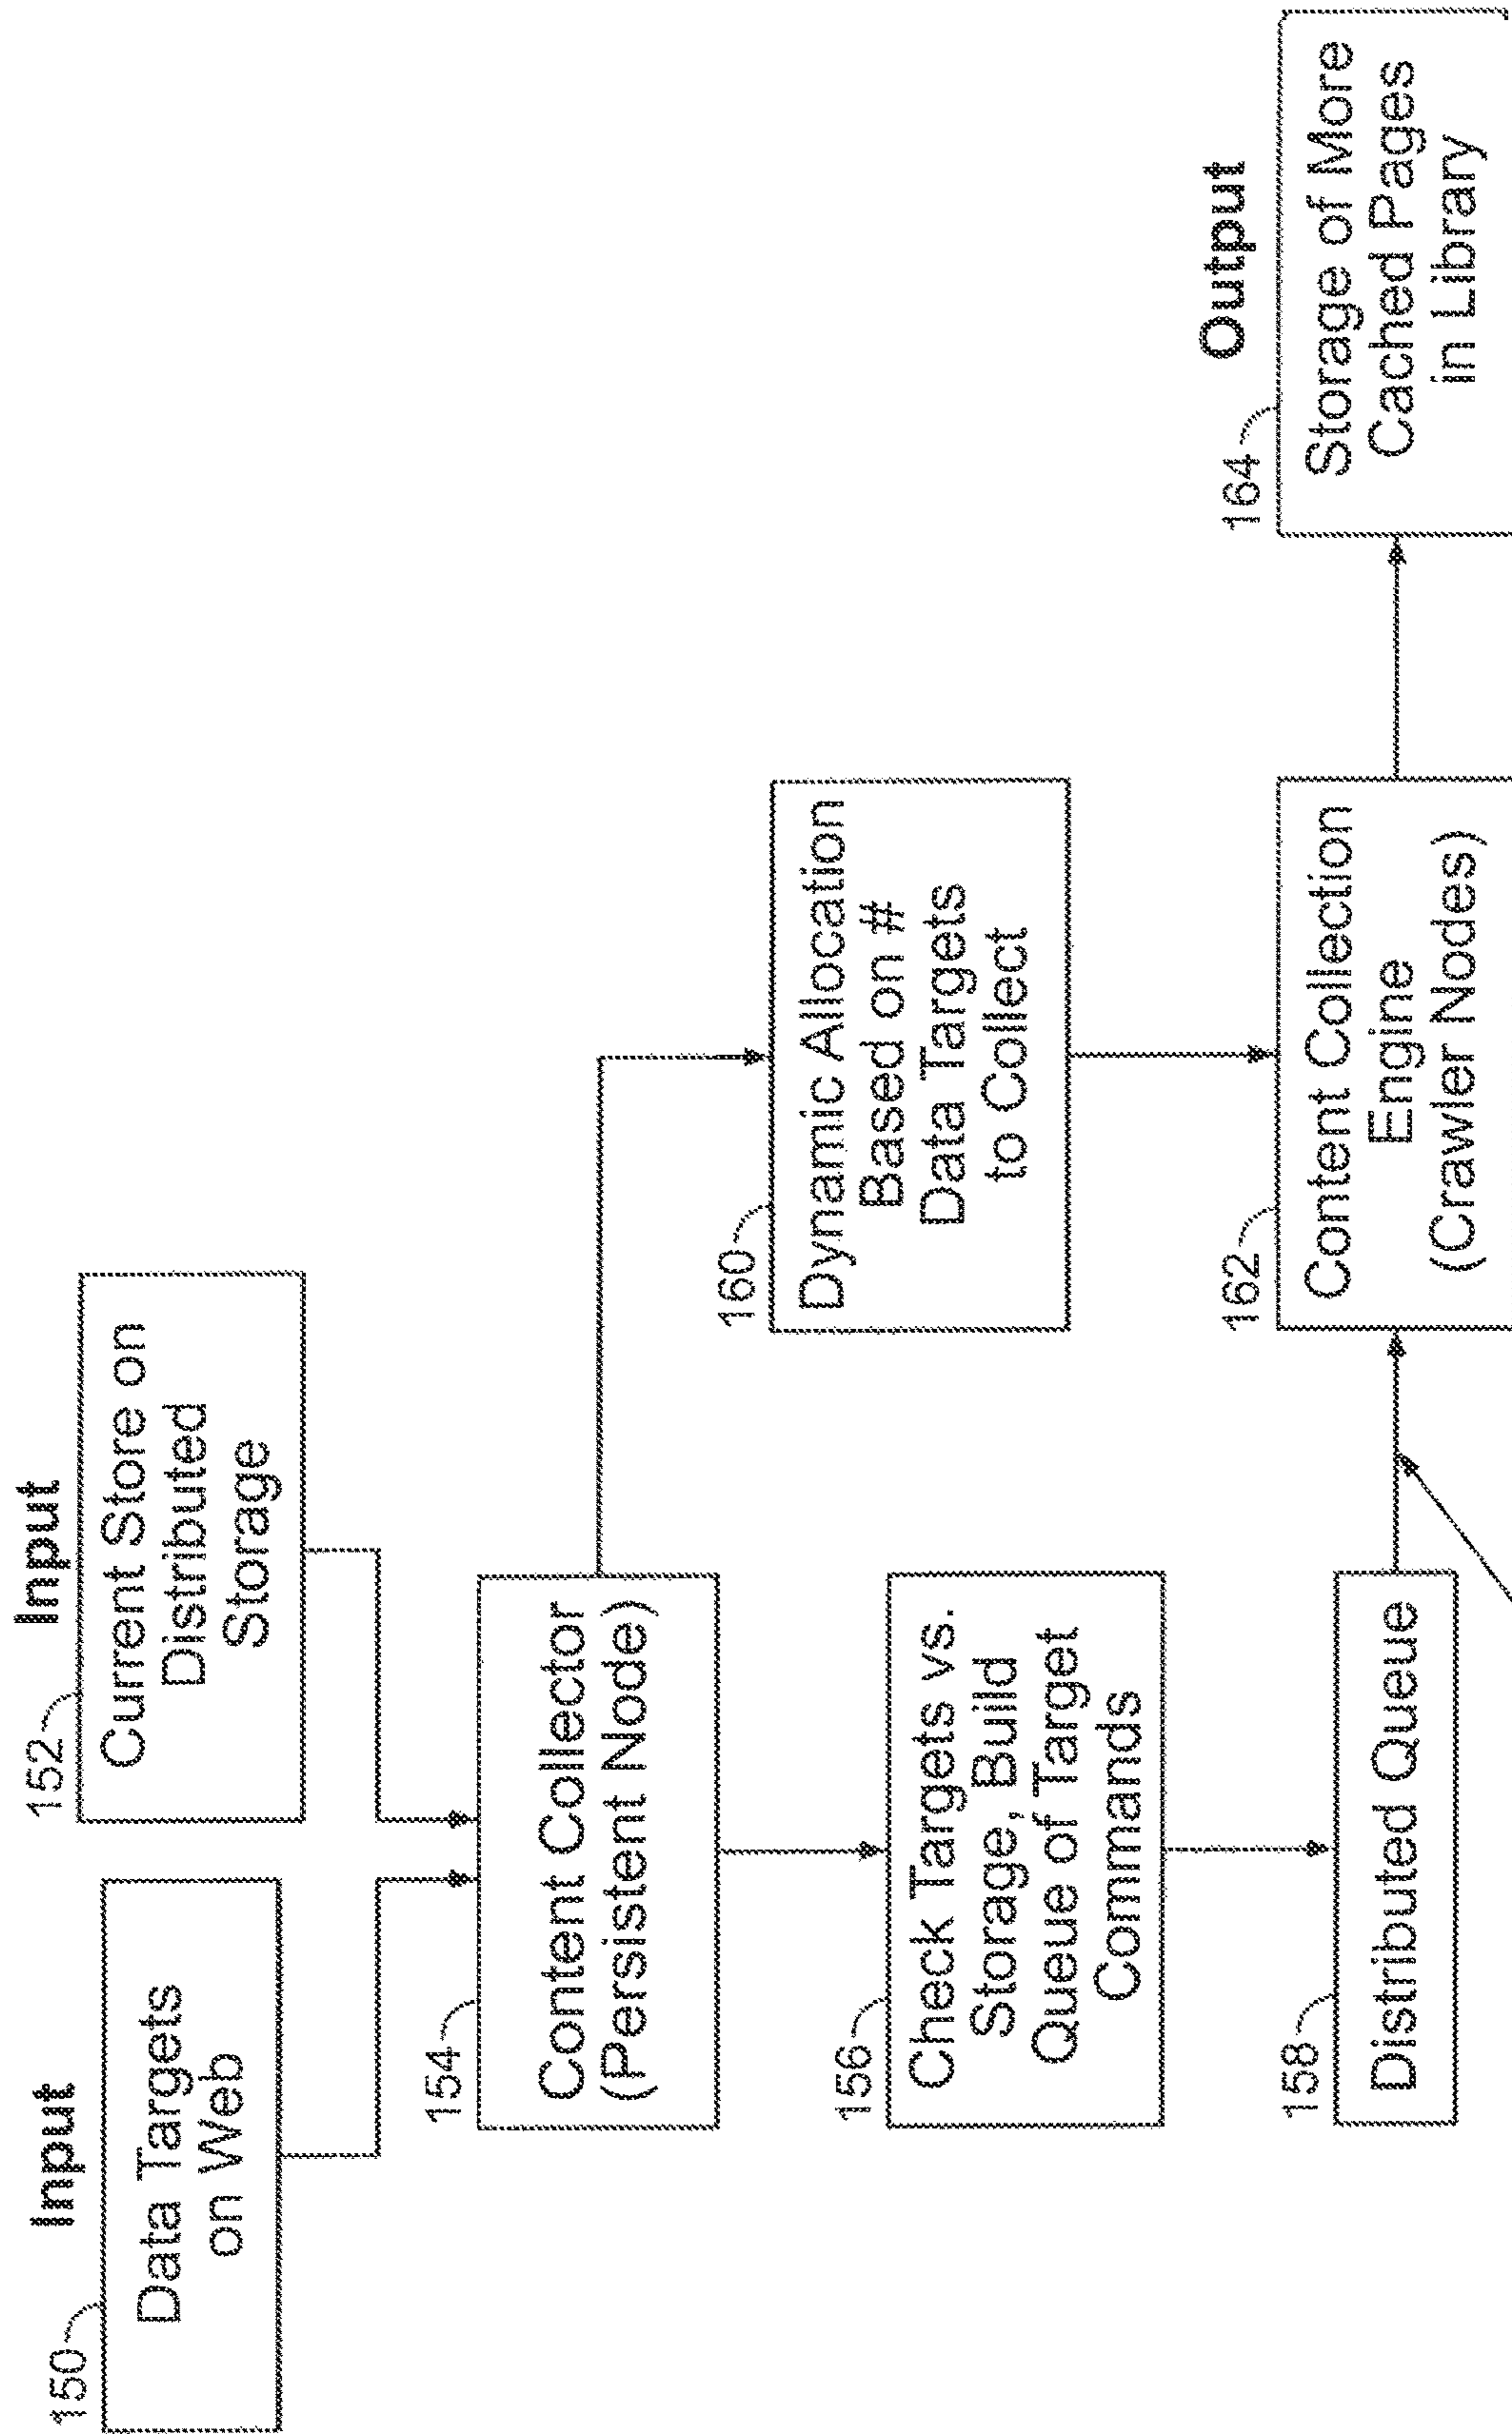 Input
150
Data Targets
on Web
Input
152
Current Store on
Distributed
Storage
154
Content Collector
(Persistent Node)
156
Check Targets vs.
Storage, Build
Queue of Target
Commands
158
Distributed Queue
160
Dynamic Allocation
Based on #
Data Targets
to Collect
162
Content Collection
Engine
(Crawler Nodes)
Output
164
Storage of More
Cached Pages
in Library